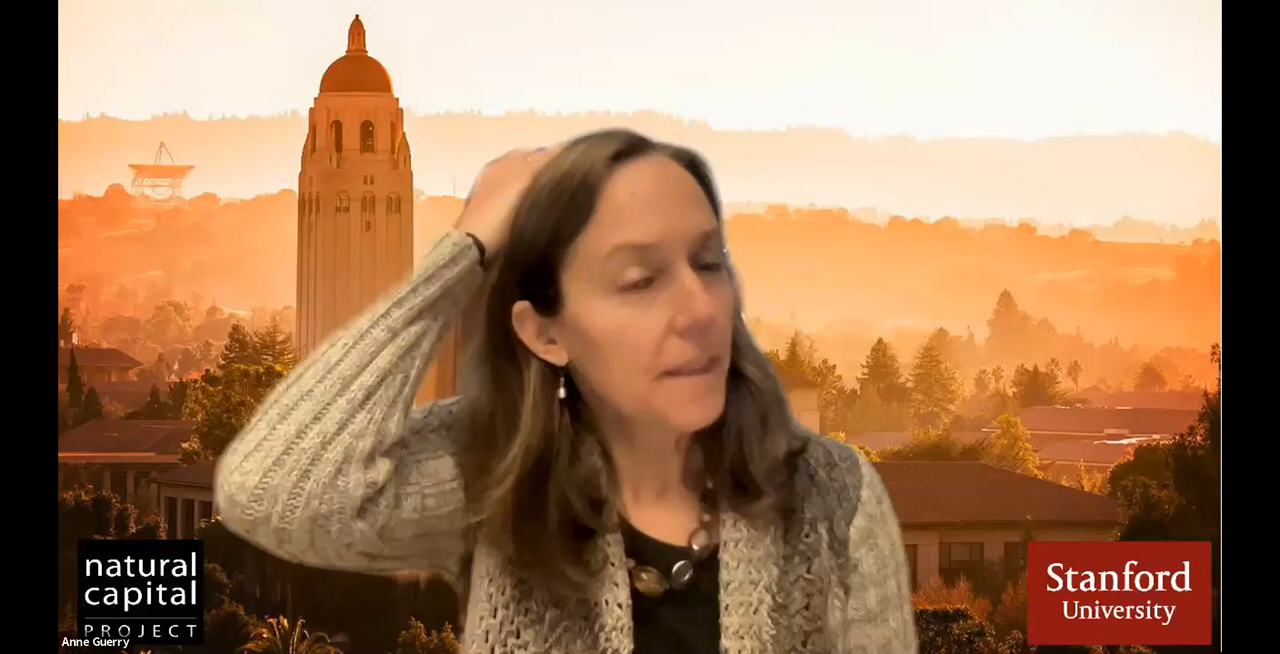 natural
capital
PROJECT
Anne Guerry
Stanford
University